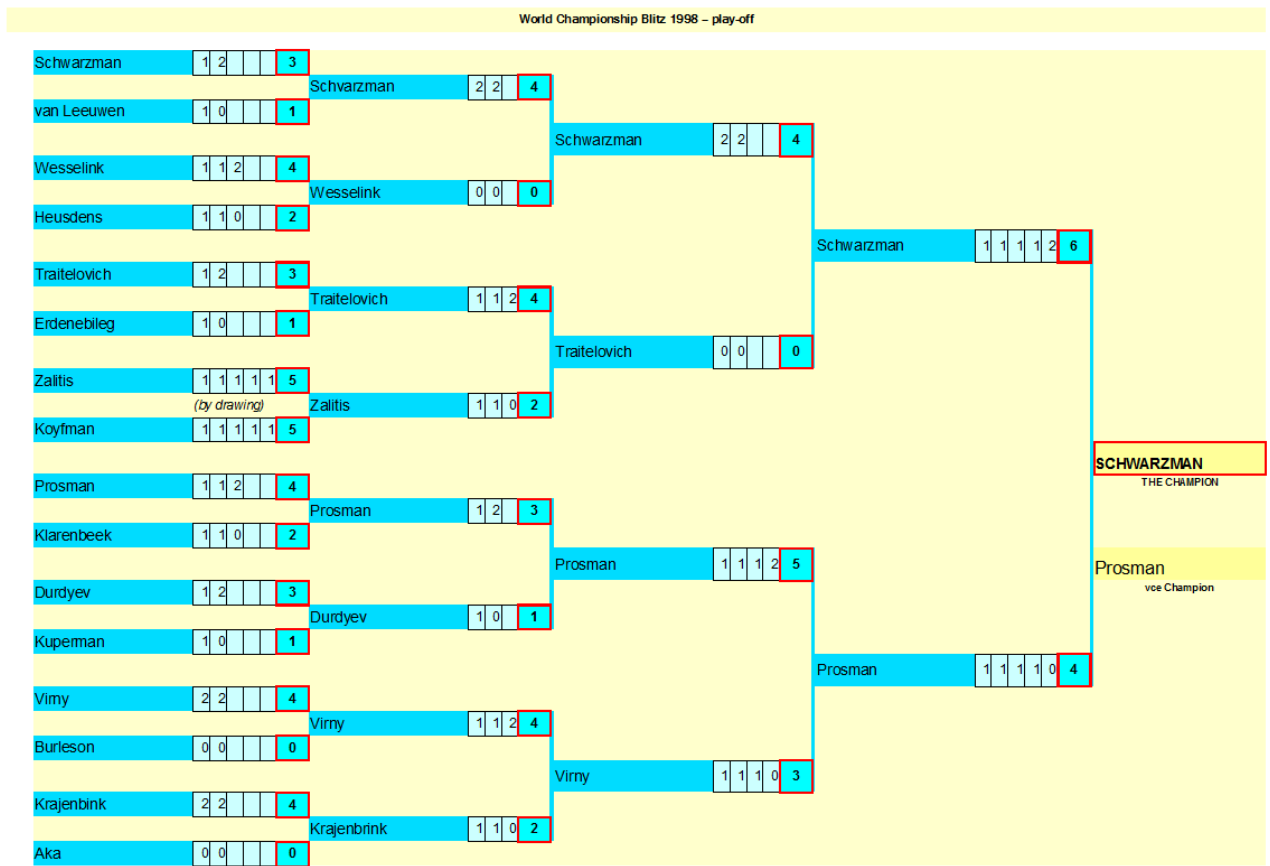 World Championship Blitz 1998 – play-off
Schwarzman 1 2 3
Schvarzman 2 2 4
van Leeuwen 1 0 1
Schwarzman 2 2 4
Wesselink 1 1 2 4
Wesselink 0 0 0
Heusdens 1 1 0 2
Schwarzman 1 1 1 1 2 6
Traitelovich 1 2 3
Traitelovich 1 1 2 4
Erdenebileg 1 0 1
Traitelovich 0 0 0
Zalitis 1 1 1 1 1 5
(by drawing)
Zalitis 1 1 0 2
Koyfman 1 1 1 1 1 5
SCHWARZMAN
THE CHAMPION
Prosman 1 1 2 4
Prosman 1 2 3
Klarenbeek 1 1 0 2
Prosman 1 1 1 2 5
Prosman
vce Champion
Durdyev 1 2 3
Durdyev 1 0 1
Kuperman 1 0 1
Prosman 1 1 1 1 0 4
Virny 2 2 4
Virny 1 1 2 4
Burleson 0 0 0
Virny 1 1 1 0 3
Krajenbink 2 2 4
Krajenbrink 1 1 0 2
Aka 0 0 0